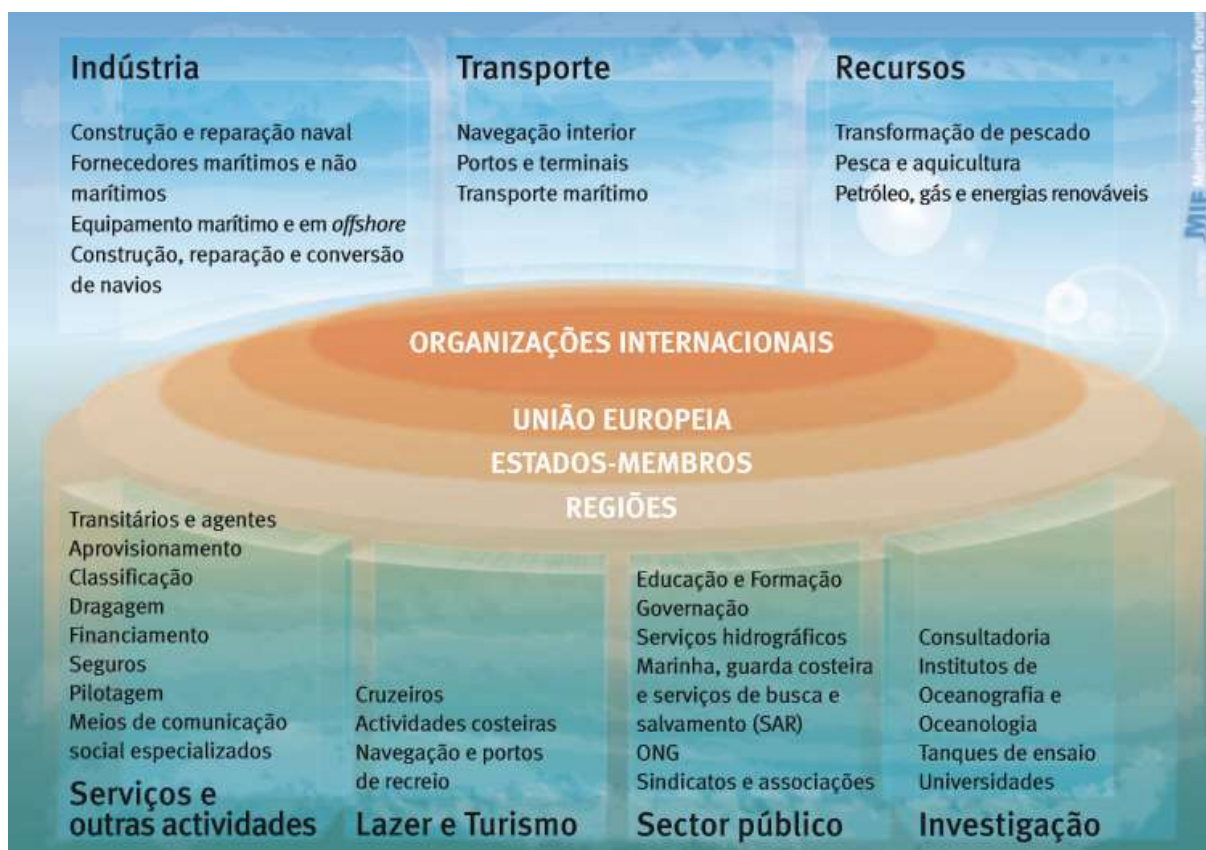 Indústria
Construção e reparação naval
Fornecedores marítimos e não
marítimos
Equipamento marítimo e em offshore
Construção, reparação e conversão
de navios
Transporte
Navegação interior
Portos e terminais
Transporte marítimo
Recursos
Transformação de pescado
Pesca e aquicultura
Petróleo, gás e energias renováveis
MIF Maritime Industries Forum
ORGANIZAÇÕES INTERNACIONAIS
UNIÃO EUROPEIA
ESTADOS-MEMBROS
REGIÕES
Transitários e agentes
Aprovisionamento
Classificação
Dragagem
Financiamento
Seguros
Pilotagem
Meios de comunicação
social especializados
Serviços e
outras actividades
Cruzeiros
Actividades costeiras
Navegação e portos
de recreio
Lazer e Turismo
Educação e Formação
Governação
Serviços hidrográficos
Marinha, guarda costeira
e serviços de busca e
salvamento (SAR)
ONG
Sindicatos e associações
Sector público
Consultadoria
Institutos de
Oceanografia e
Oceanologia
Tanques de ensaio
Universidades
Investigação